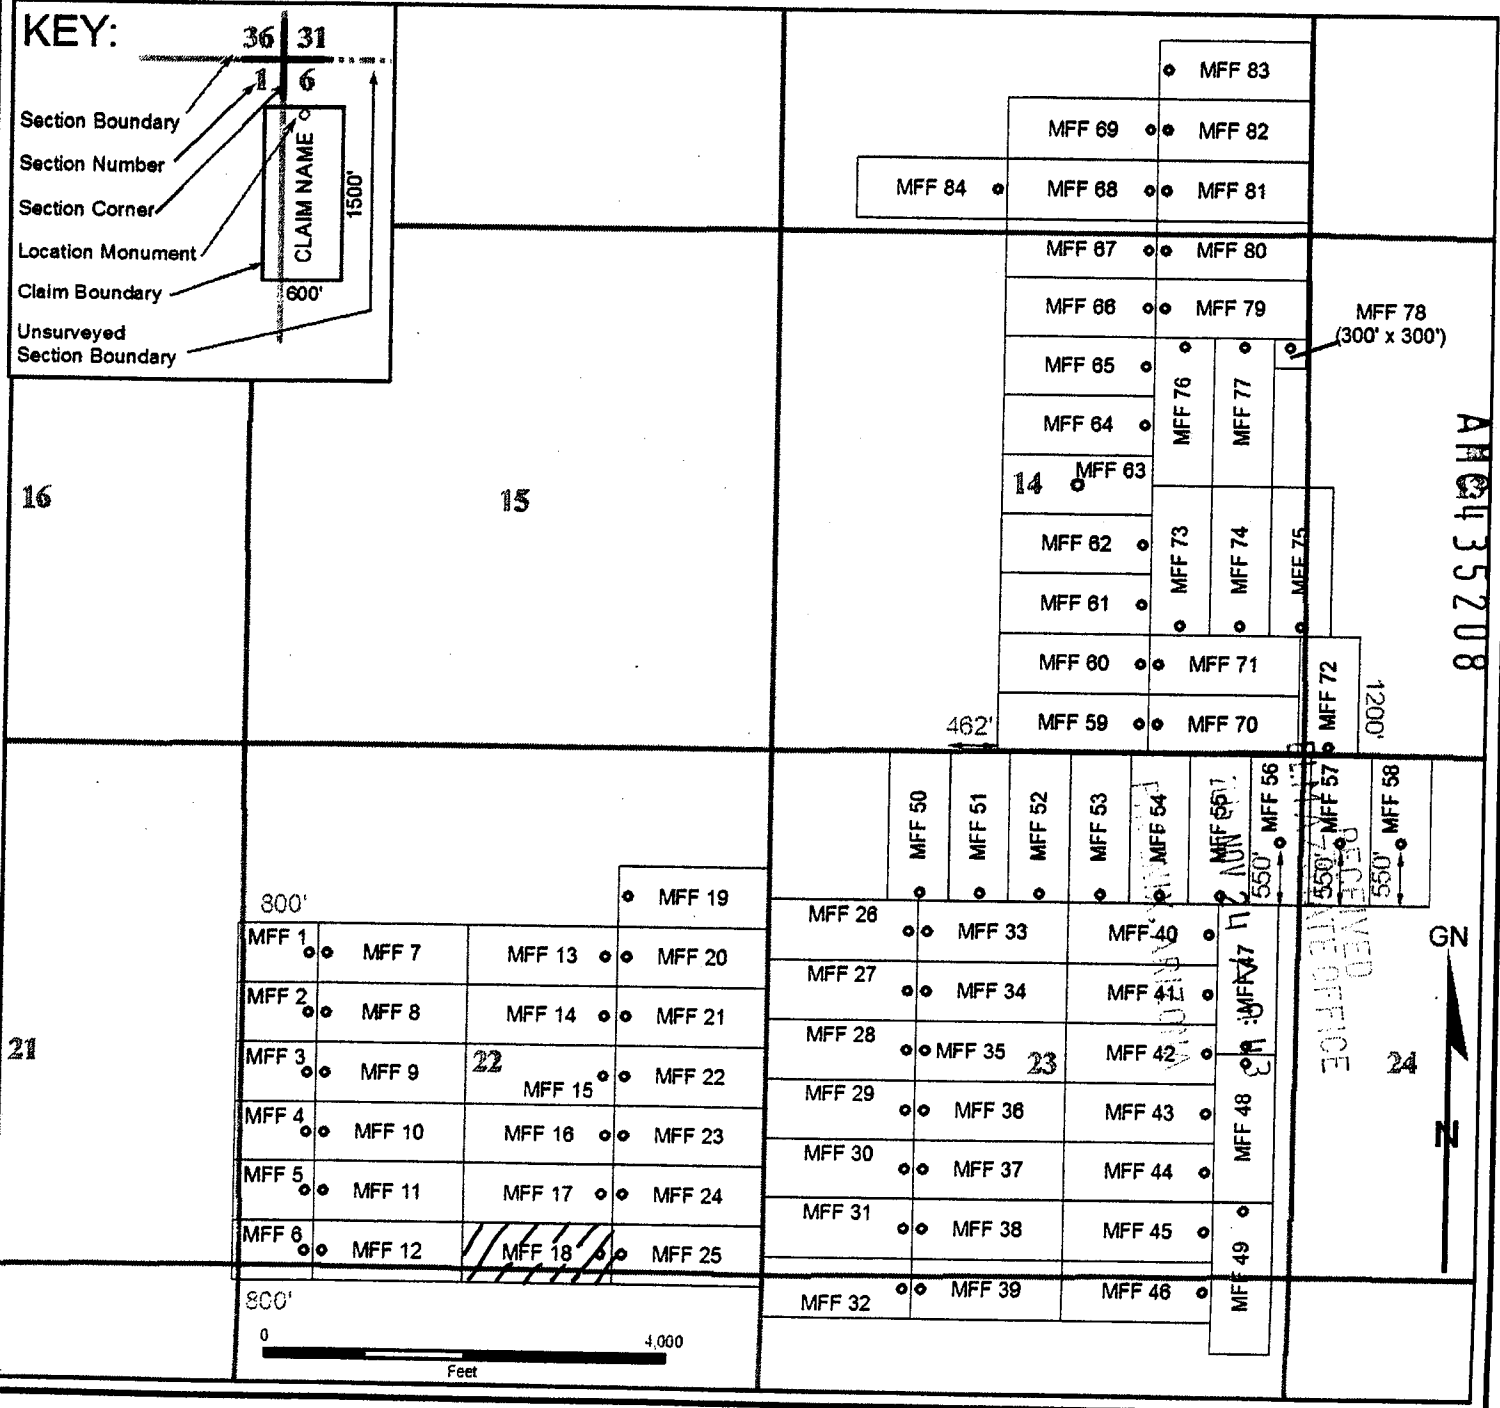 KEY:
36 31
1 6
Section Boundary
Section Number
Section Corner
Location Monument
Claim Boundary
Unsurveyed
Section Boundary
CLAIM NAME
1500'
600'
MFF 83
MFF 69
MFF 82
MFF 84
MFF 68
MFF 81
MFF 67
MFF 80
MFF 66
MFF 79
MFF 78
(300' x 300')
MFF 65
MFF 76
MFF 77
MFF 64
MFF 63
16
15
14
AMC435208
MFF 62
MFF 73
MFF 74
MFF 75
MFF 61
MFF 60
MFF 71
MFF 72
1200'
462'
MFF 59
MFF 70
MFF 50
MFF 51
MFF 52
MFF 53
MFF 54
MFF 55
MFF 56
MFF 57
MFF 58
550'
550'
550'
RECEIVED
STATE OFFICE
ARIZONA
MFF 19
800'
MFF 1
MFF 7
MFF 13
MFF 20
MFF 26
MFF 33
MFF 40
MFF 47
GN
MFF 2
MFF 8
MFF 14
MFF 21
MFF 27
MFF 34
MFF 41
21
MFF 3
MFF 9
22
MFF 15
MFF 22
MFF 28
MFF 35
23
MFF 42
24
MFF 4
MFF 10
MFF 16
MFF 23
MFF 29
MFF 36
MFF 43
MFF 48
N
MFF 5
MFF 11
MFF 17
MFF 24
MFF 30
MFF 37
MFF 44
MFF 6
MFF 12
MFF 18
MFF 25
MFF 31
MFF 38
MFF 45
MFF 49
800'
MFF 32
MFF 39
MFF 46
0 4,000
Feet